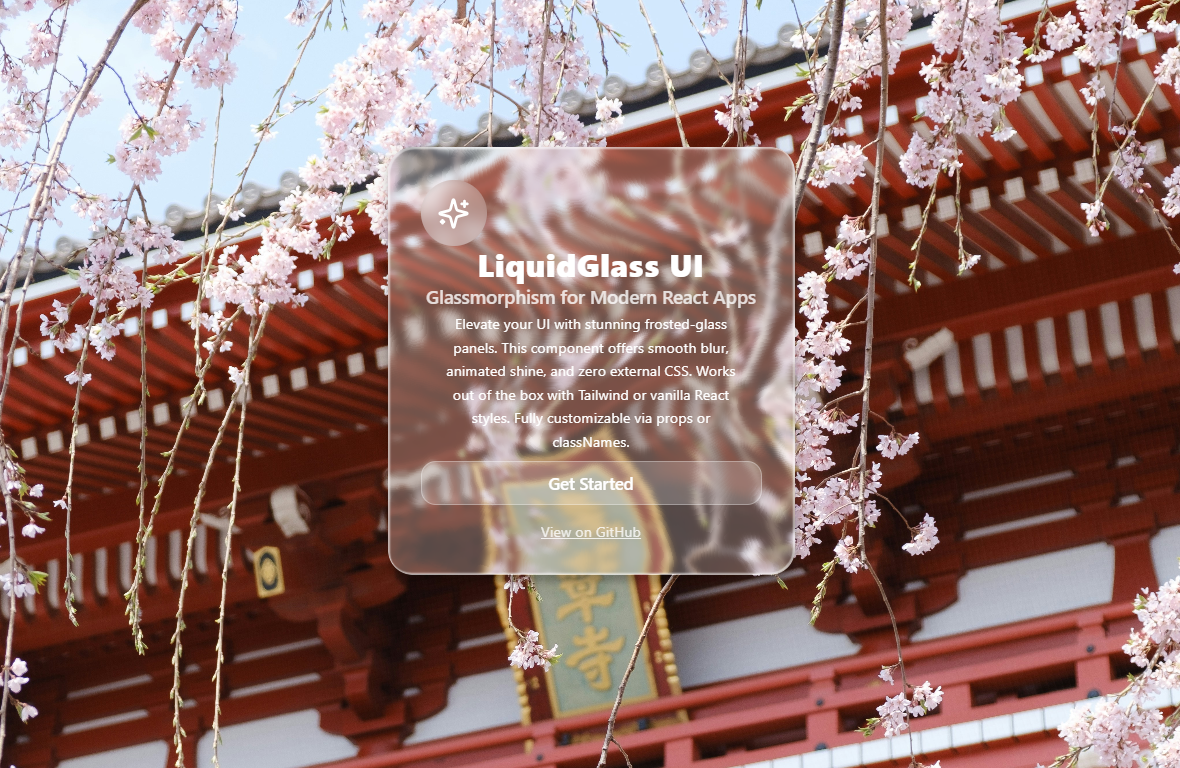 LiquidGlass UI
Glassmorphism for Modern React Apps
Elevate your UI with stunning frosted-glass
panels. This component offers smooth blur,
animated shine, and zero external CSS. Works
out of the box with Tailwind or vanilla React
styles. Fully customizable via props or
classNames.
Get Started
View on GitHub
草
寺